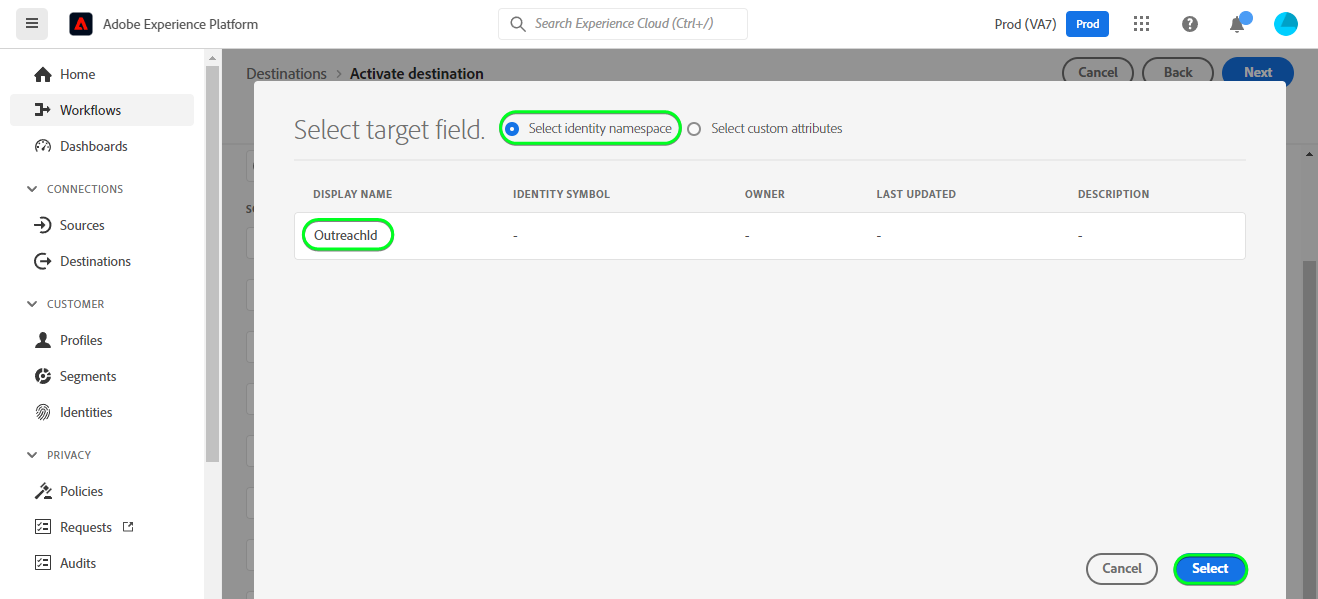 Adobe Experience Platform
Search Experience Cloud (Ctrl+/)
Prod (VA7)
Prod
Home
Workflows
Dashboards
CONNECTIONS
Sources
Destinations
CUSTOMER
Profiles
Segments
Identities
PRIVACY
Policies
Requests
Audits
Destinations > Activate destination
Cancel
Back
Next
Select target field.
Select identity namespace
Select custom attributes
DISPLAY NAME IDENTITY SYMBOL OWNER LAST UPDATED DESCRIPTION
OutreachId - - - -
Cancel
Select